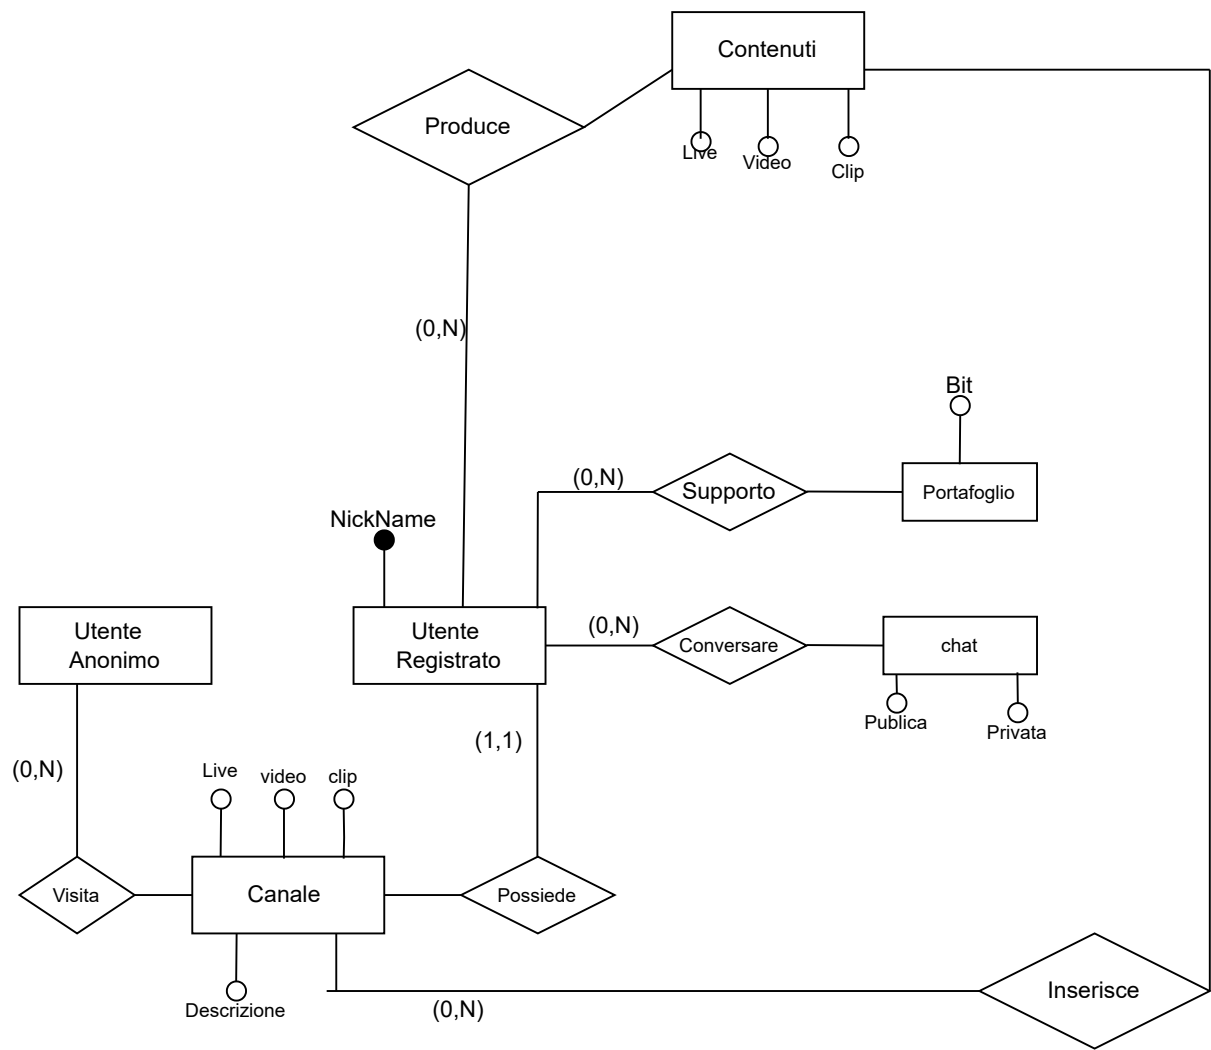 Contenuti
Produce
Live
Video
Clip
(0,N)
Bit
(0,N)
Supporto
Portafoglio
NickName
Utente
Anonimo
Utente
Registrato
(0,N)
Conversare
chat
Publica
Privata
(1,1)
(0,N)
Live
video
clip
Visita
Canale
Possiede
Descrizione
(0,N)
Inserisce